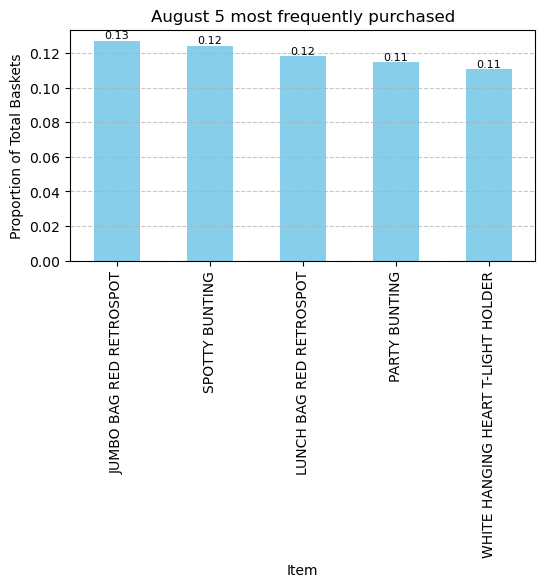 August 5 most frequently purchased
Proportion of Total Baskets
0.12
0.10
0.08
0.06
0.04
0.02
0.00
0.13
0.12
0.12
0.11
0.11
JUMBO BAG RED RETROSPOT
SPOTTY BUNTING
LUNCH BAG RED RETROSPOT
PARTY BUNTING
WHITE HANGING HEART T-LIGHT HOLDER
Item